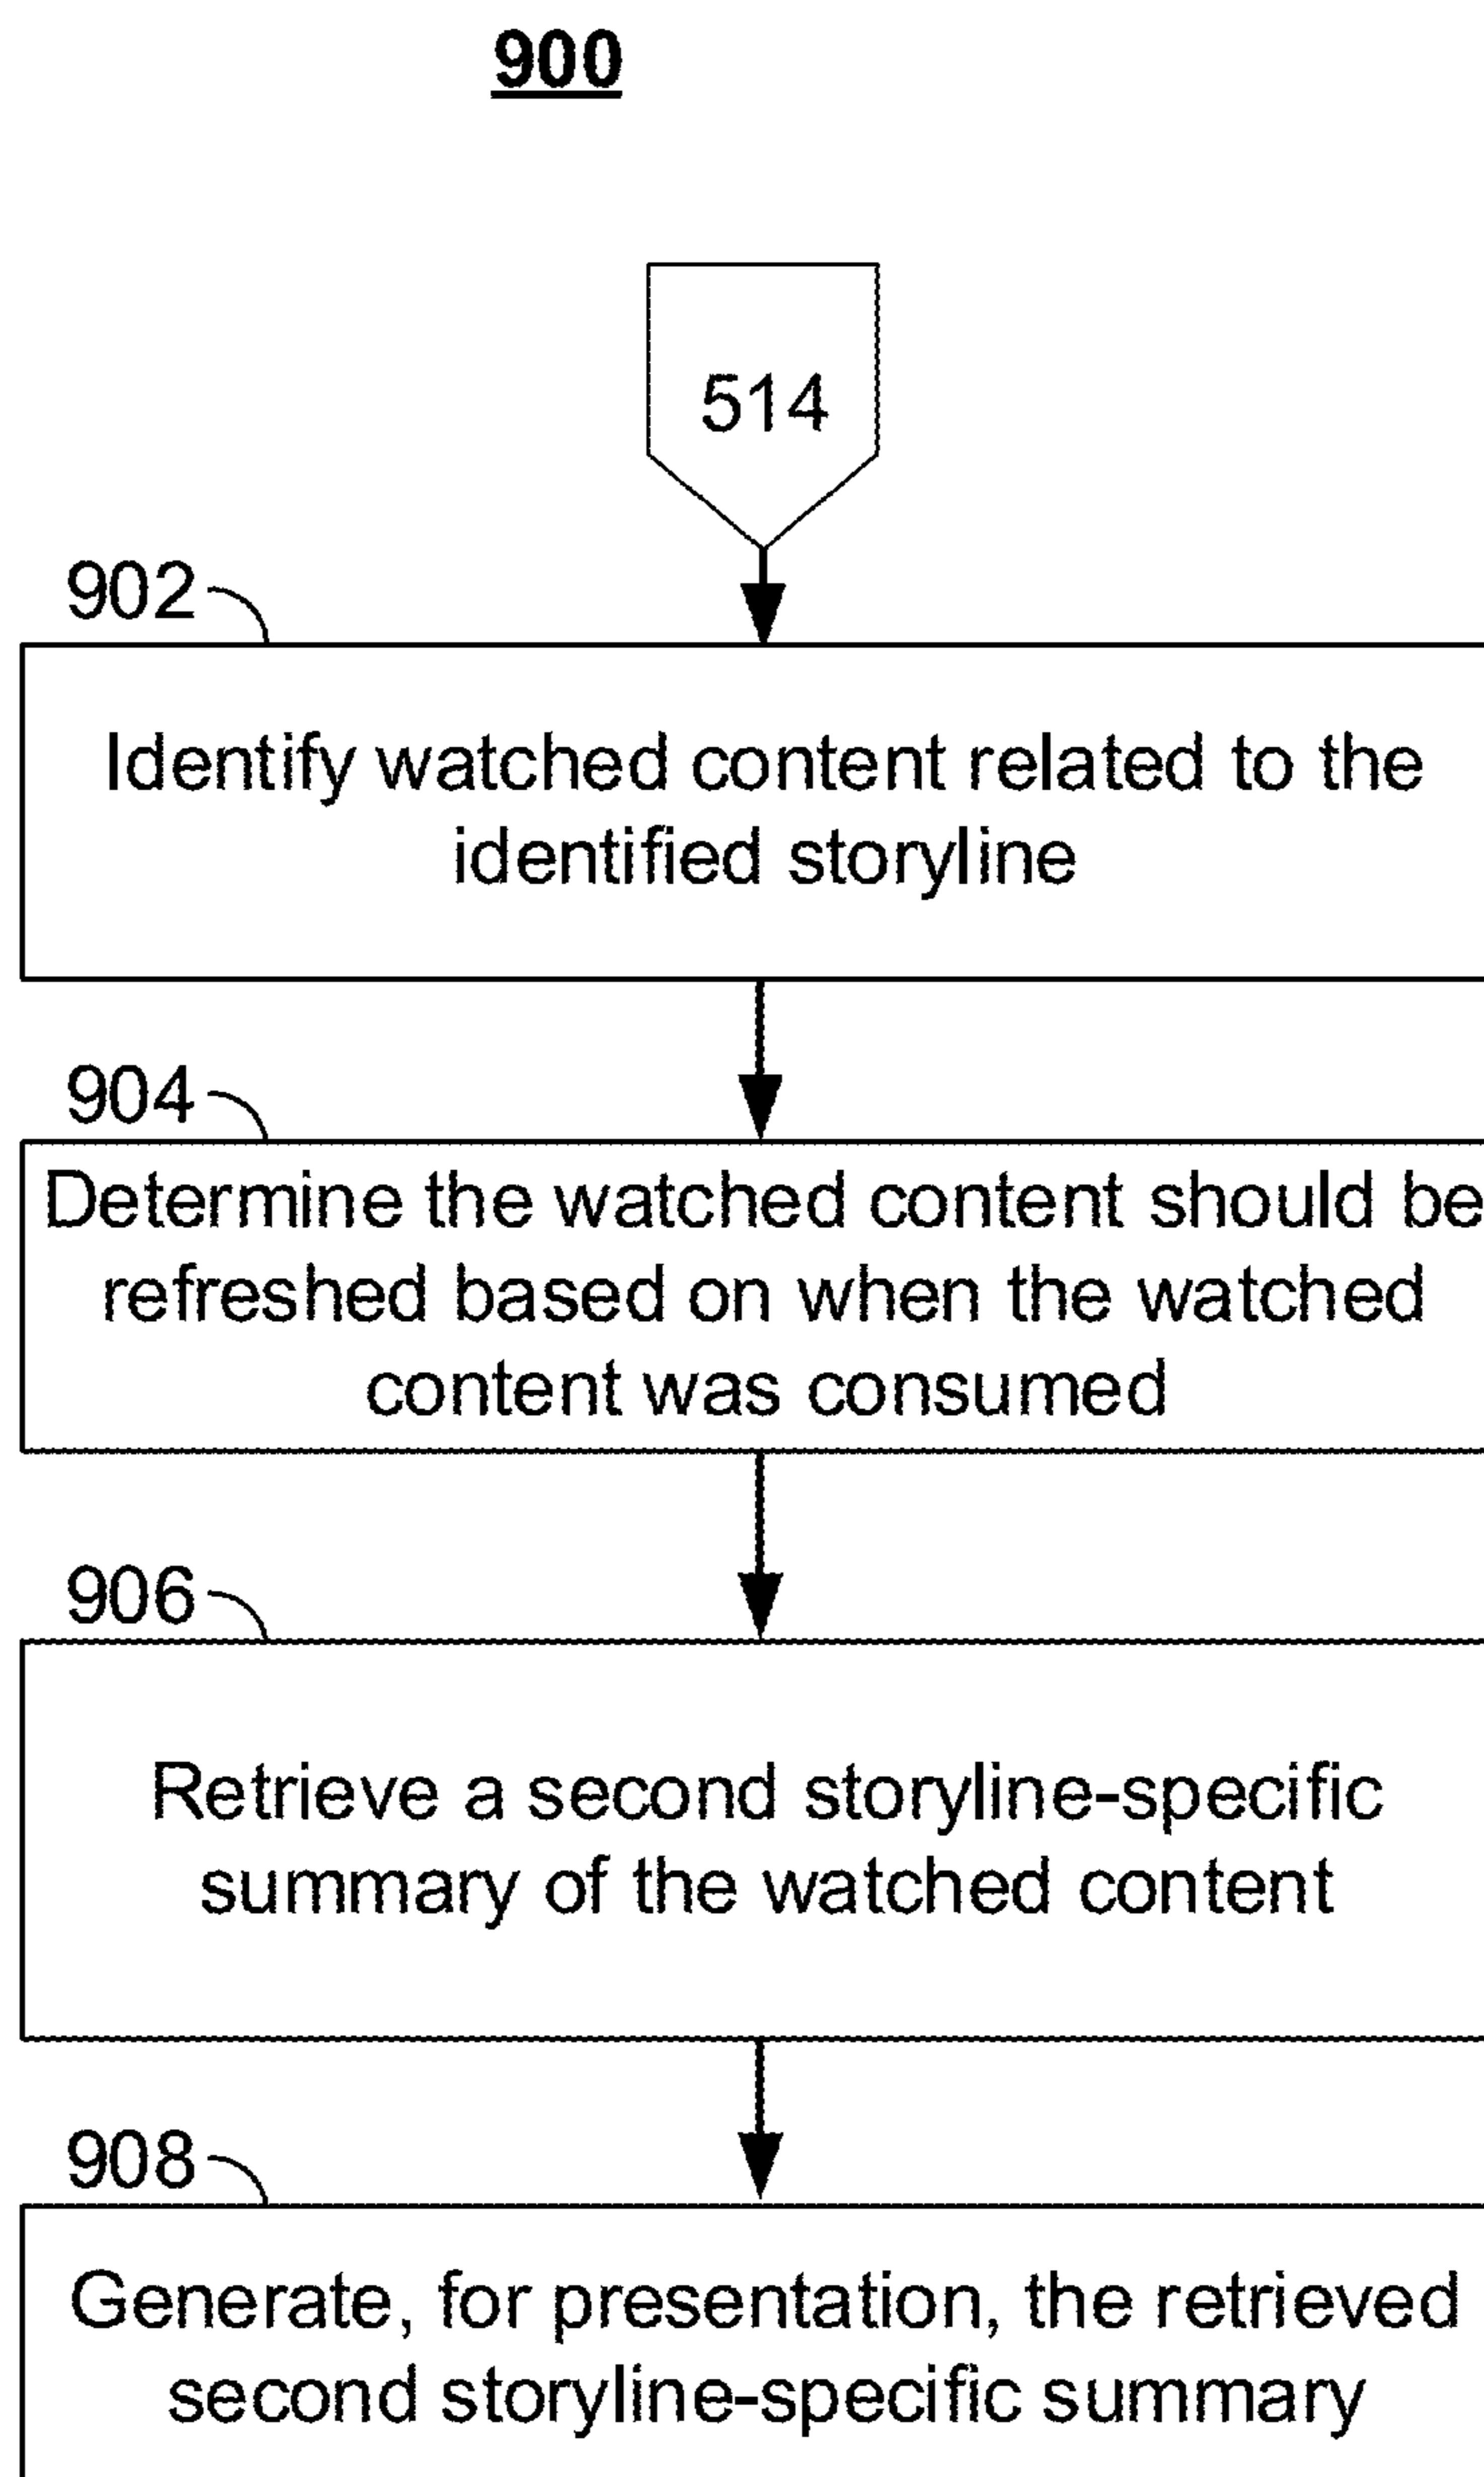 900
514
902
Identify watched content related to the
identified storyline
904
Determine the watched content should be
refreshed based on when the watched
content was consumed
906
Retrieve a second storyline-specific
summary of the watched content
908
Generate, for presentation, the retrieved
second storyline-specific summary